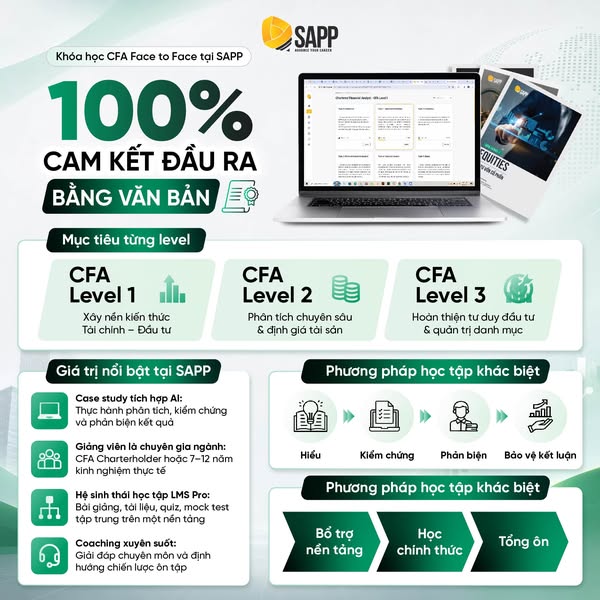 SAPP
ADVANCE YOUR CAREER
Khóa học CFA Face to Face tại SAPP
100%
CAM KẾT ĐẦU RA
BẰNG VĂN BẢN
SAPP
EQUITIES
Mục tiêu từng level
CFA
Level 1
Xây nền kiến thức
Tài chính – Đầu tư
CFA
Level 2
Phân tích chuyên sâu
& định giá tài sản
CFA
Level 3
Hoàn thiện tư duy đầu tư
& quản trị danh mục
Giá trị nổi bật tại SAPP
Case study tích hợp AI:
Thực hành phân tích, kiểm chứng
và phản biện kết quả
Giảng viên là chuyên gia ngành:
CFA Charterholder hoặc 7–12 năm
kinh nghiệm thực tế
Hệ sinh thái học tập LMS Pro:
Bài giảng, tài liệu, quiz, mock test
tập trung trên một nền tảng
Coaching xuyên suốt:
Giải đáp chuyên môn và định
hướng chiến lược ôn tập
Phương pháp học tập khác biệt
Hiểu
Kiểm chứng
Phản biện
Bảo vệ kết luận
Phương pháp học tập khác biệt
Bổ trợ
nền tảng
Học
chính thức
Tổng ôn